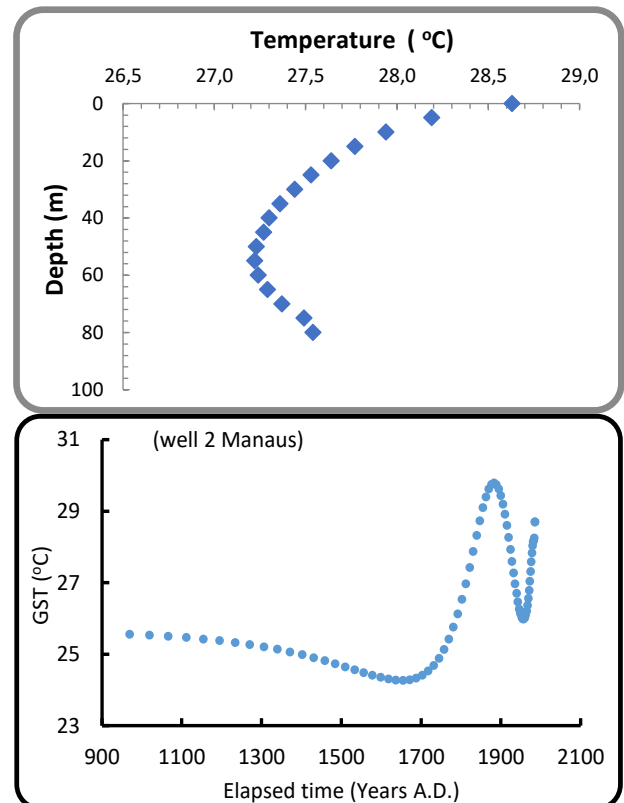 Temperature ( ºC)
26,5 27,0 27,5 28,0 28,5 29,0
0
20
40
60
80
100
Depth (m)
(well 2 Manaus)
31
29
27
25
23
GST (ºC)
900 1100 1300 1500 1700 1900 2100
Elapsed time (Years A.D.)